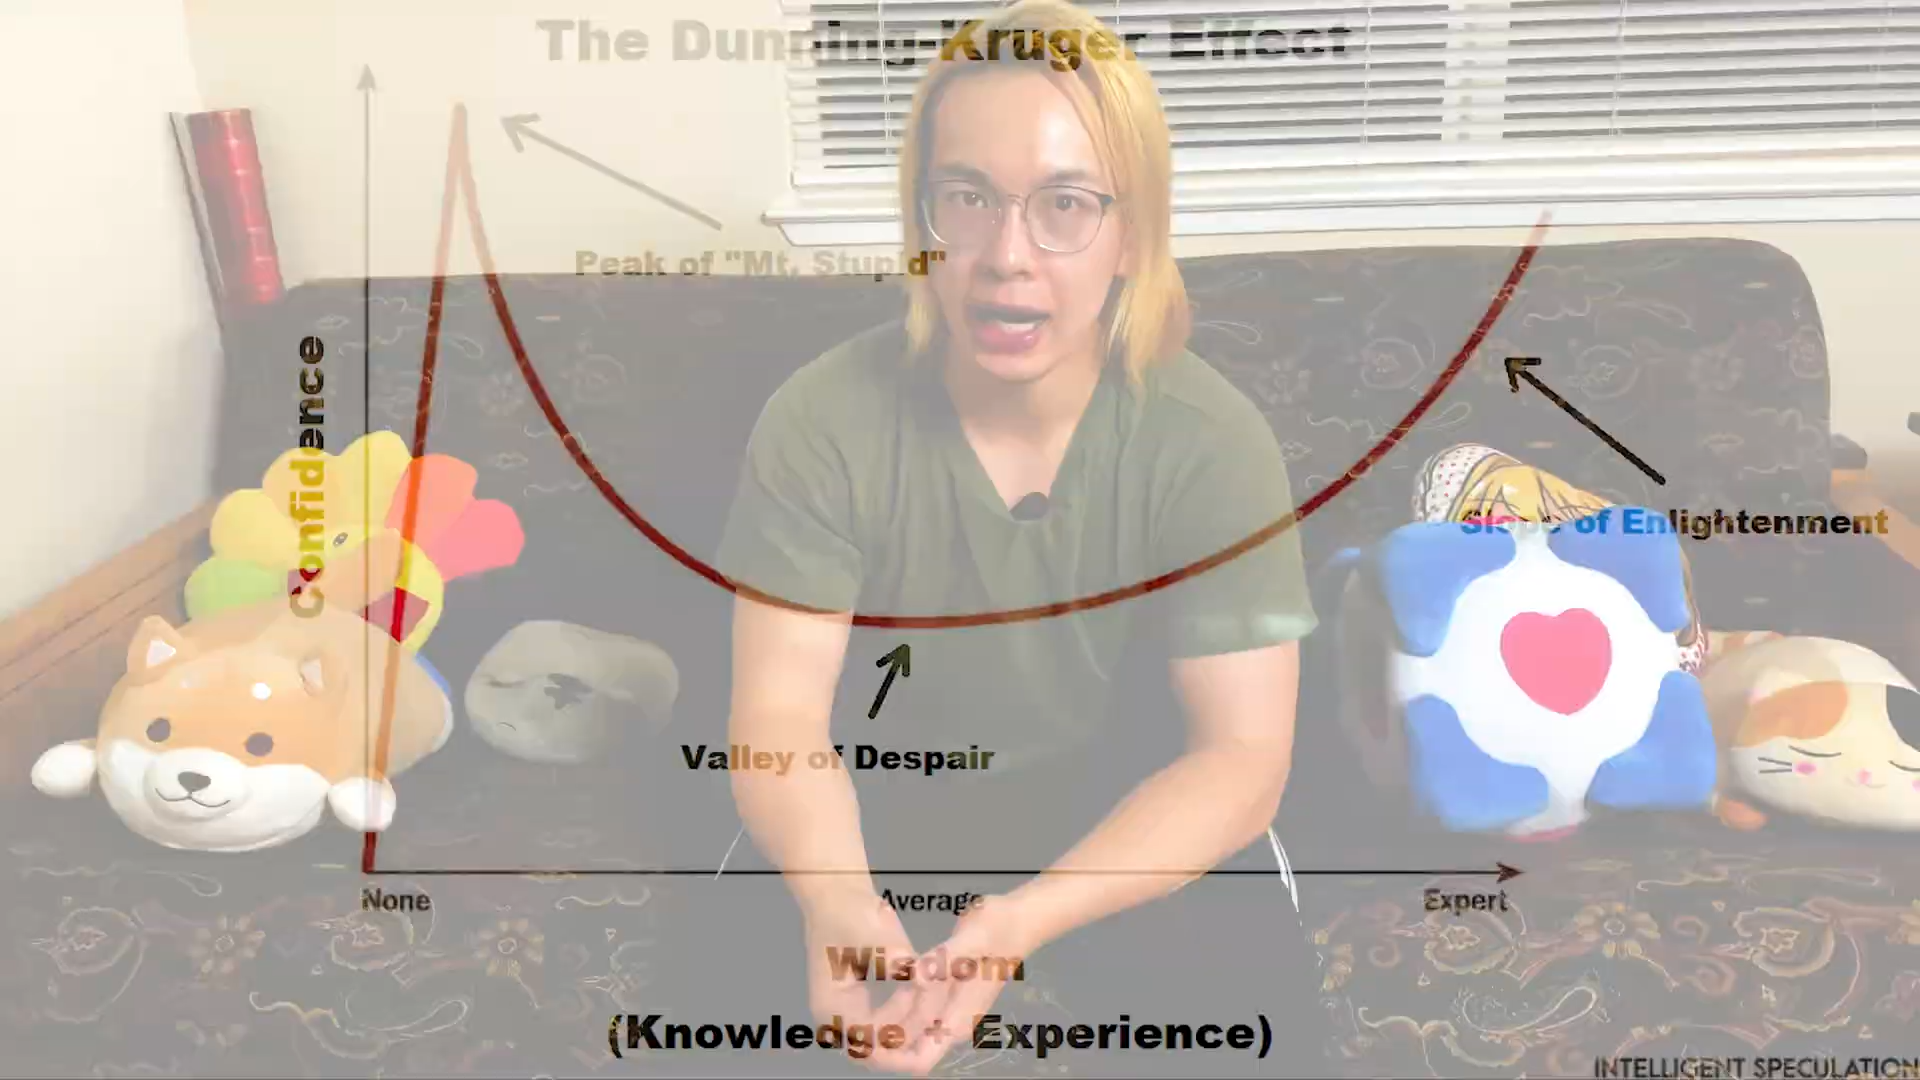 The Dunning-Kruger Effect
Peak of "Mt. Stupid"
Confidence
Slope of Enlightenment
Valley of Despair
None
Average
Expert
Wisdom
(Knowledge + Experience)
INTELLIGENT SPECULATION